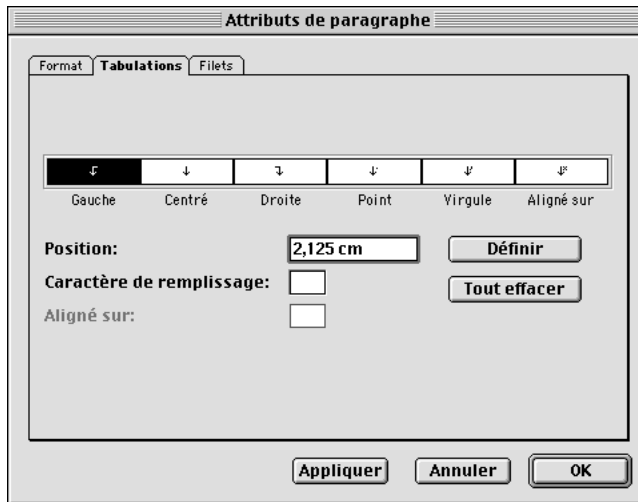 Attributs de paragraphe
Format Tabulations Filets
Gauche Centré Droite Point Virgule Aligné sur
Position: 2,125 cm Définir
Caractère de remplissage: Tout effacer
Aligné sur:
Appliquer Annuler OK